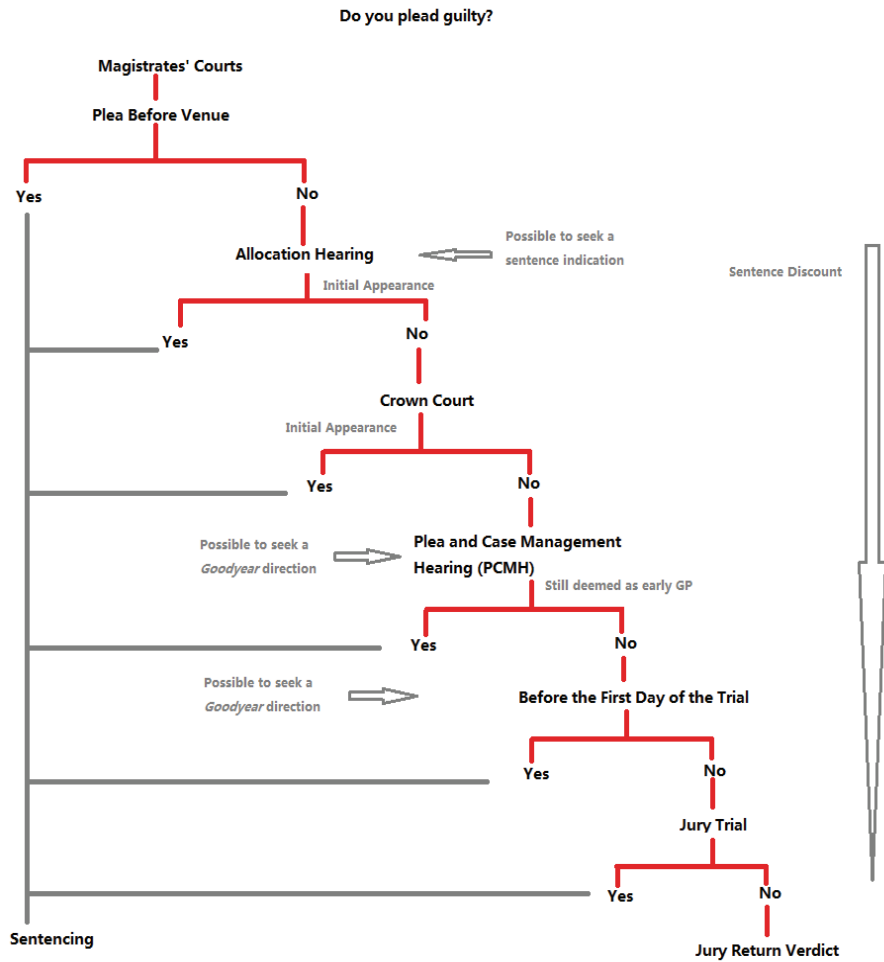 Do you plead guilty?
Magistrates' Courts
Plea Before Venue
Yes
No
Allocation Hearing
Possible to seek a
sentence indication
Sentence Discount
Initial Appearance
Yes
No
Crown Court
Initial Appearance
Yes
No
Possible to seek a
Goodyear direction
Plea and Case Management
Hearing (PCMH)
Still deemed as early GP
Yes
No
Possible to seek a
Goodyear direction
Before the First Day of the Trial
Yes
No
Jury Trial
Yes
No
Sentencing
Jury Return Verdict